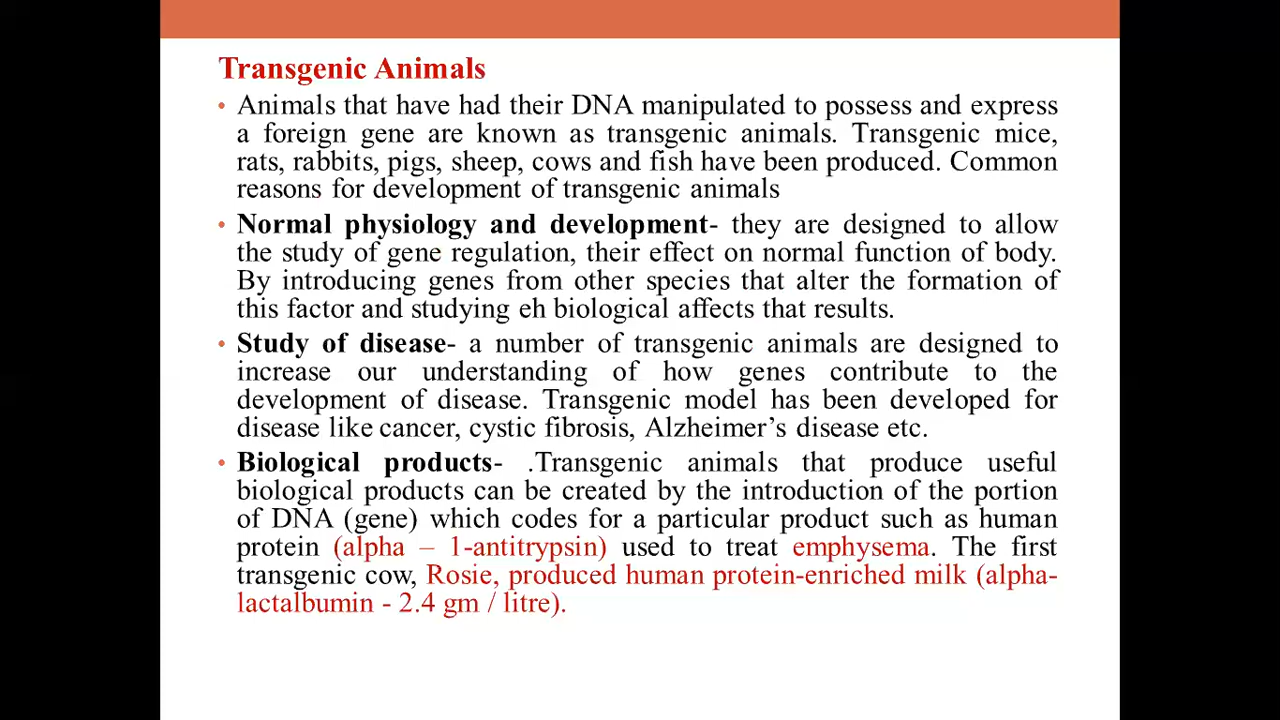 Transgenic Animals
• Animals that have had their DNA manipulated to possess and express
a foreign gene are known as transgenic animals. Transgenic mice,
rats, rabbits, pigs, sheep, cows and fish have been produced. Common
reasons for development of transgenic animals
• Normal physiology and development- they are designed to allow
the study of gene regulation, their effect on normal function of body.
By introducing genes from other species that alter the formation of
this factor and studying eh biological affects that results.
• Study of disease- a number of transgenic animals are designed to
increase our understanding of how genes contribute to the
development of disease. Transgenic model has been developed for
disease like cancer, cystic fibrosis, Alzheimer’s disease etc.
• Biological products- .Transgenic animals that produce useful
biological products can be created by the introduction of the portion
of DNA (gene) which codes for a particular product such as human
protein (alpha – 1-antitrypsin) used to treat emphysema. The first
transgenic cow, Rosie, produced human protein-enriched milk (alpha-
lactalbumin - 2.4 gm / litre).